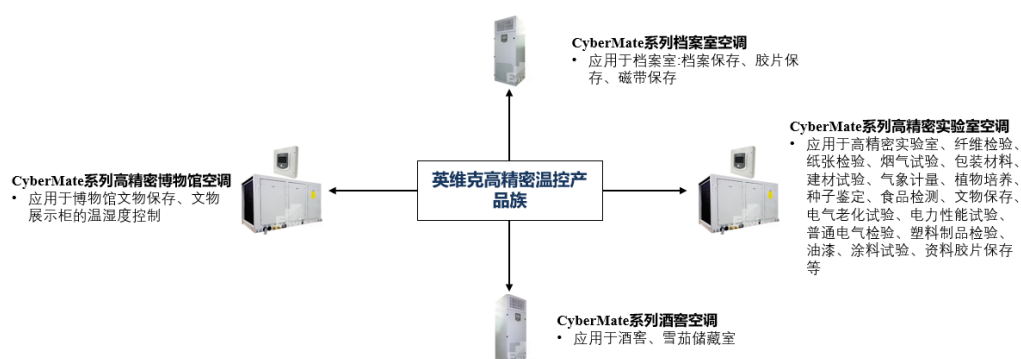 CyberMate系列档案室空调
• 应用于档案室:档案保存、胶片保
存、磁带保存
CyberMate系列高精密实验室空调
• 应用于高精密实验室、纤维检验、
纸张检验、烟气试验、包装材料、
建材试验、气象计量、植物培养、
种子鉴定、食品检测、文物保存、
电气老化试验、电力性能试验、
普通电气检验、塑料制品检验、
油漆、涂料试验、资料胶片保存
等
英维克高精密温控产
品族
CyberMate系列高精密博物馆空调
• 应用于博物馆文物保存、文物
展示柜的温湿度控制
CyberMate系列酒窖空调
• 应用于酒窖、雪茄储藏室